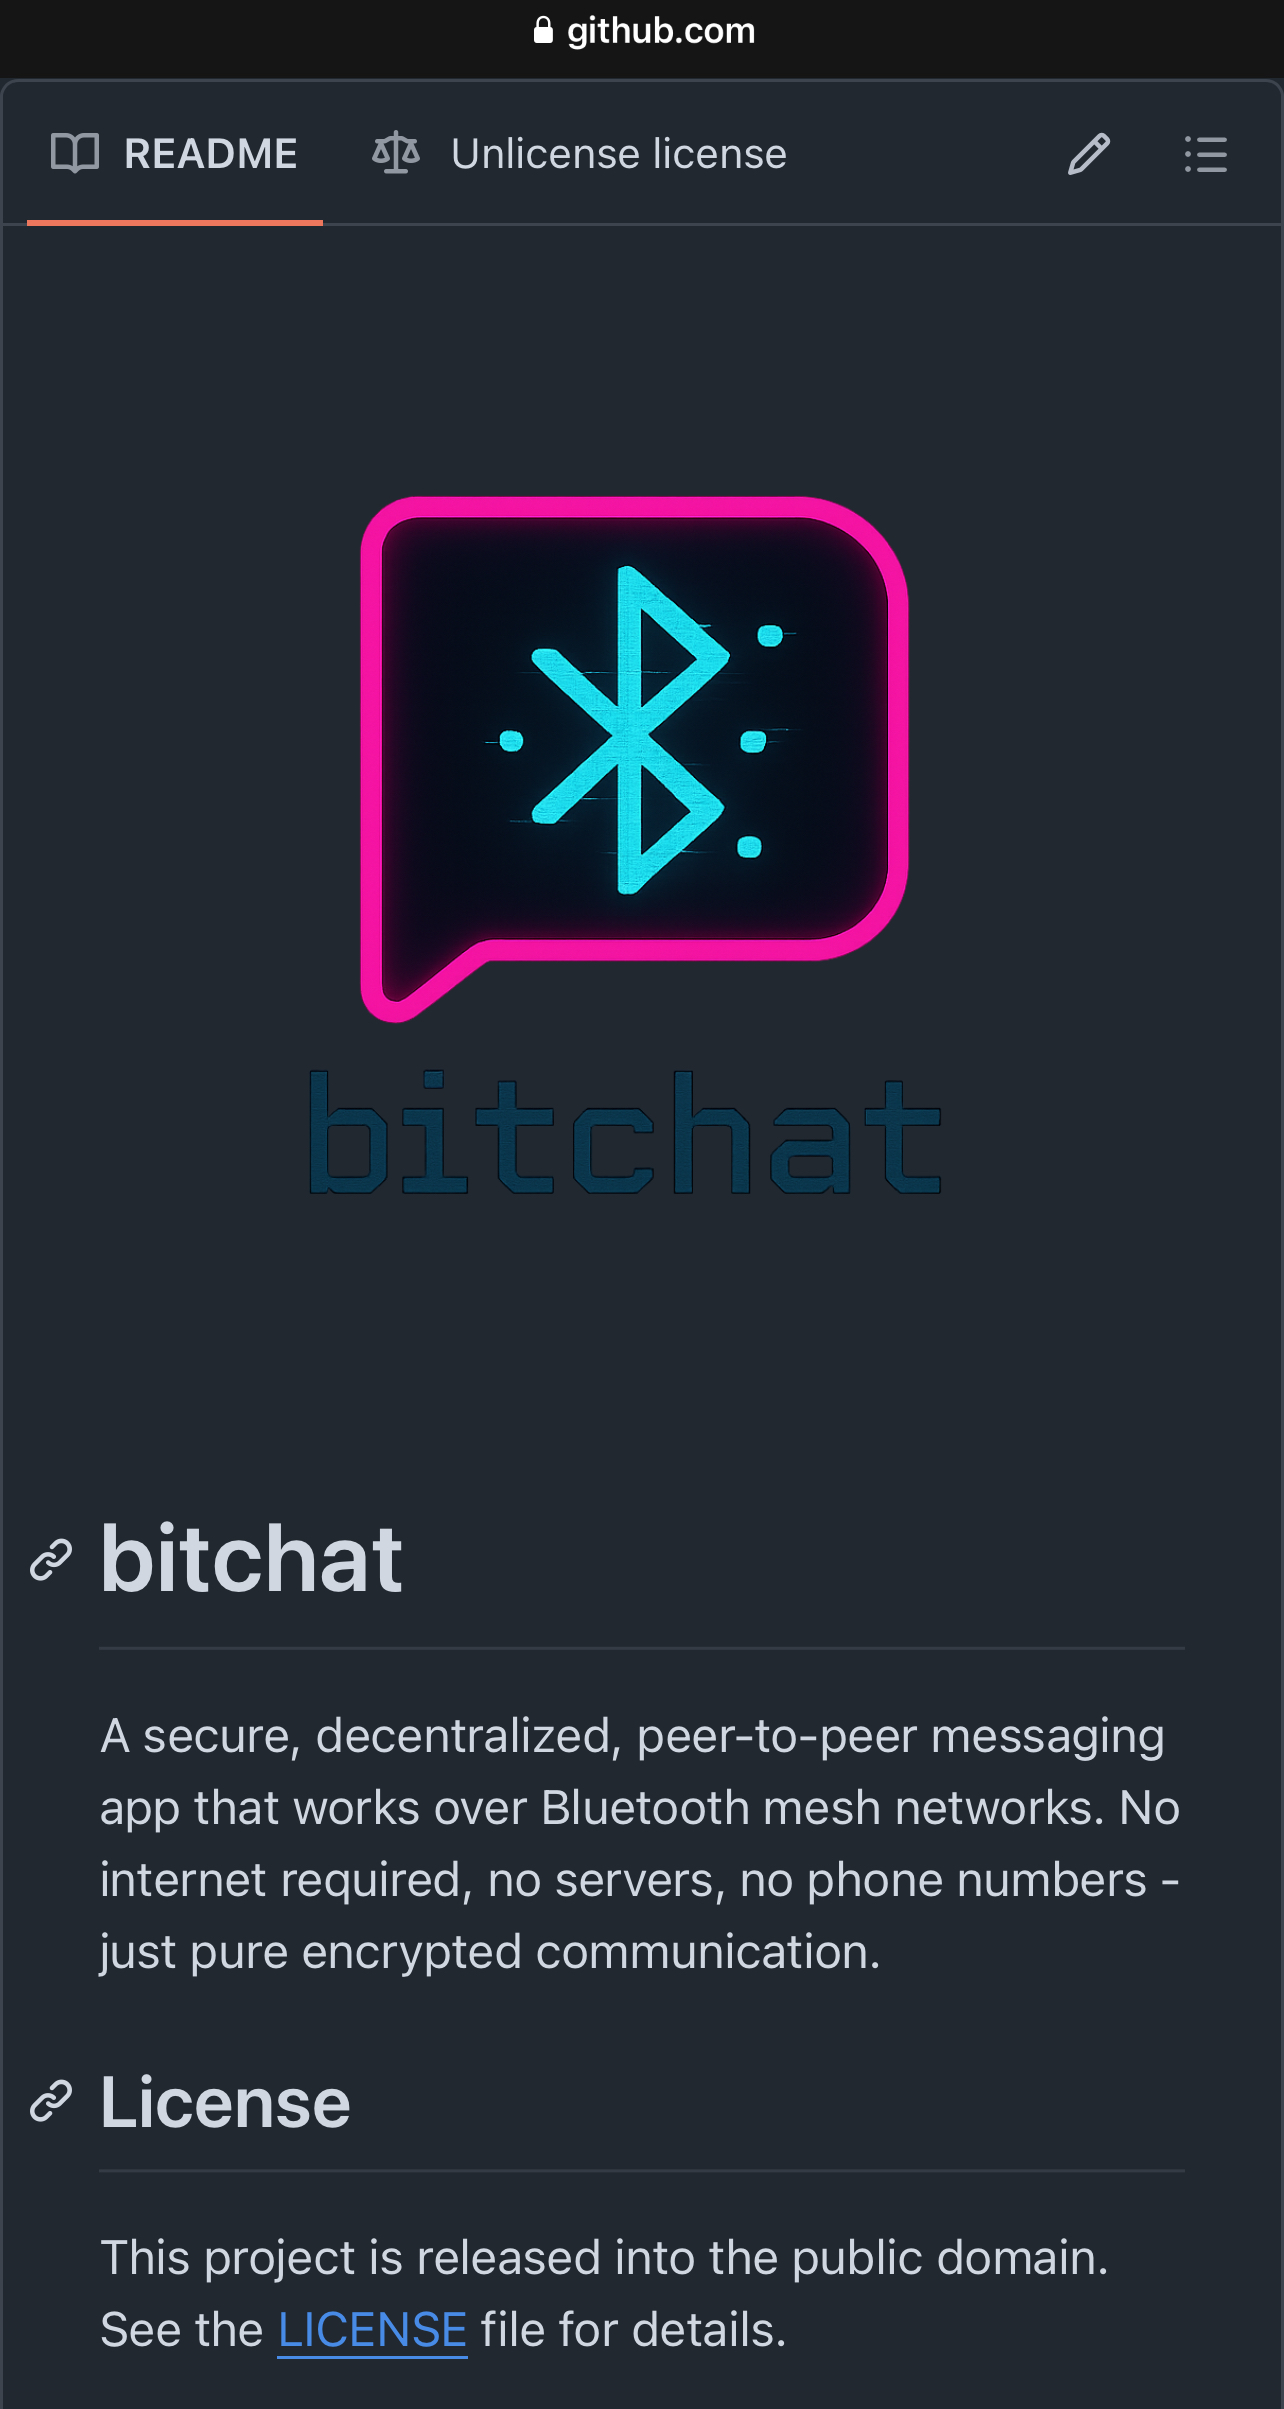 github.com
README
Unlicense license
bitchat
bitchat
A secure, decentralized, peer-to-peer messaging
app that works over Bluetooth mesh networks. No
internet required, no servers, no phone numbers -
just pure encrypted communication.
License
This project is released into the public domain.
See the LICENSE file for details.